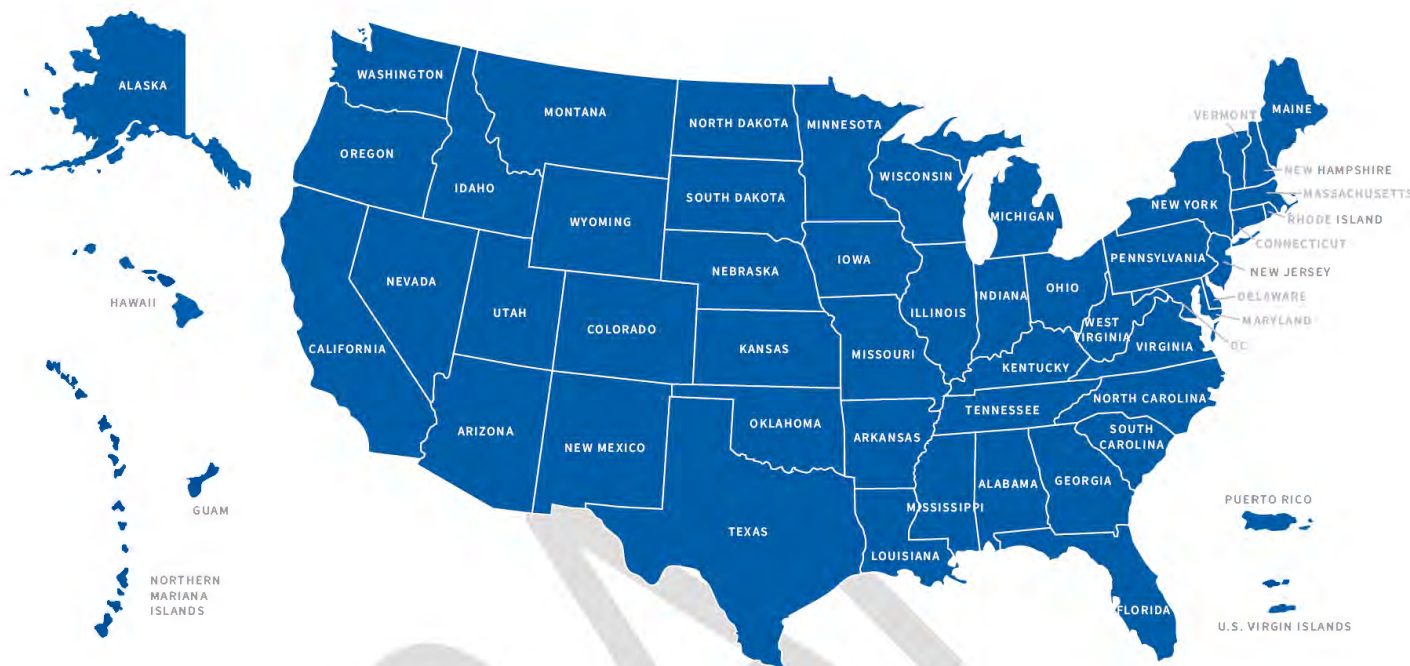 ALASKA
WASHINGTON
MONTANA
NORTH DAKOTA
MINNESOTA
MAINE
VERMONT
OREGON
IDAHO
WISCONSIN
NEW HAMPSHIRE
SOUTH DAKOTA
MASSACHUSETTS
WYOMING
MICHIGAN
NEW YORK
RHODE ISLAND
CONNECTICUT
NEBRASKA
IOWA
PENNSYLVANIA
NEW JERSEY
NEVADA
OHIO
INDIANA
DELAWARE
HAWAII
UTAH
COLORADO
ILLINOIS
MARYLAND
WEST
VIRGINIA
VIRGINIA
DC
CALIFORNIA
KANSAS
MISSOURI
KENTUCKY
NORTH CAROLINA
TENNESSEE
ARIZONA
NEW MEXICO
OKLAHOMA
ARKANSAS
SOUTH
CAROLINA
ALABAMA
GEORGIA
PUERTO RICO
GUAM
MISSISSIPPI
TEXAS
LOUISIANA
NORTHERN
MARIANA
ISLANDS
FLORIDA
U.S. VIRGIN ISLANDS